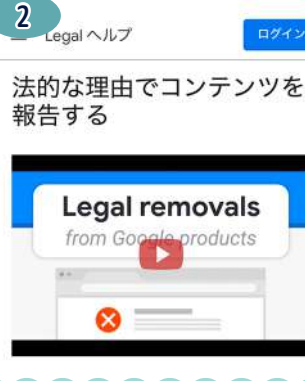 2
Legal ヘルプ
ログイン
法的な理由でコンテンツを
報告する
Legal removals
from Google products